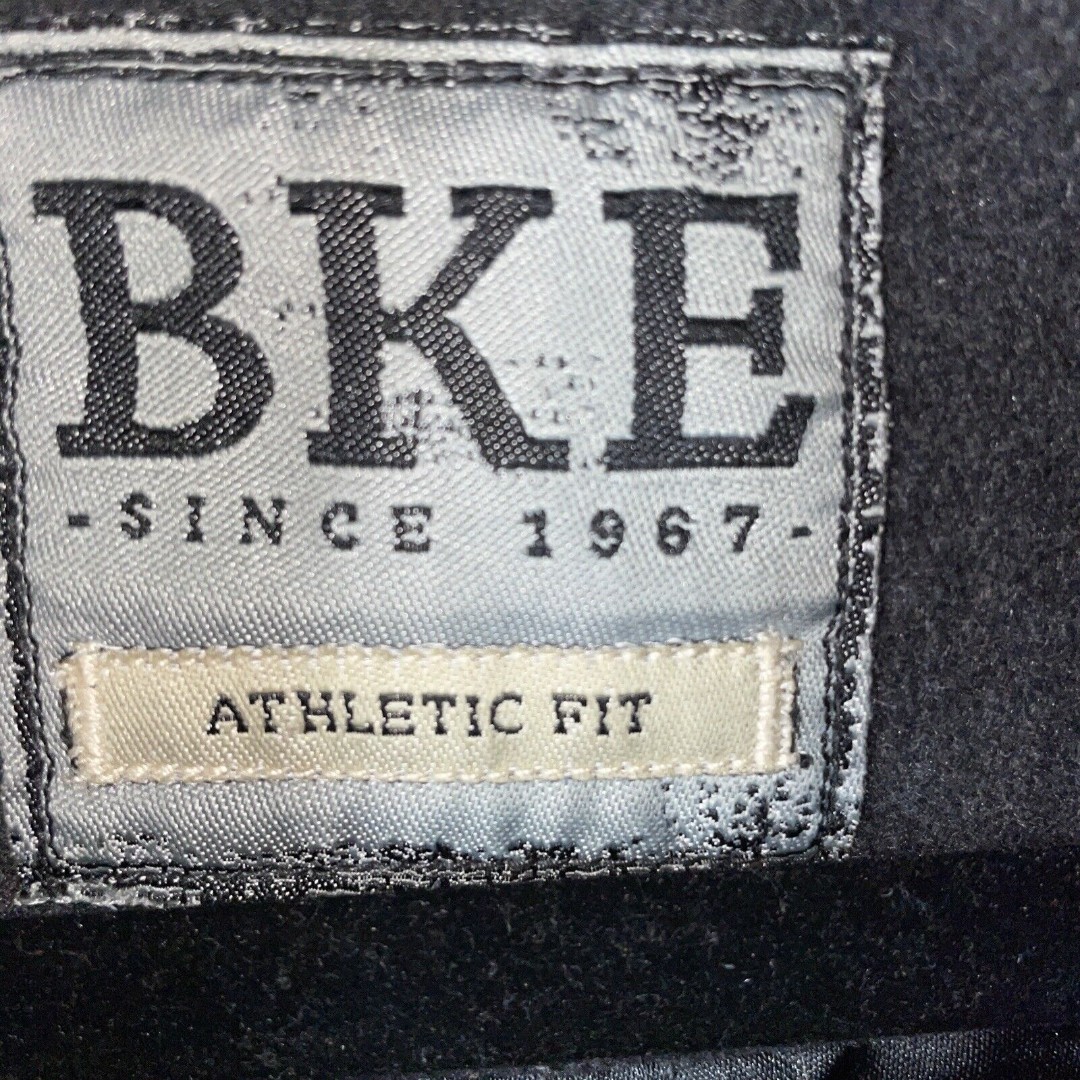 BKE
-SINCE 1967-
ATHLETIC FIT